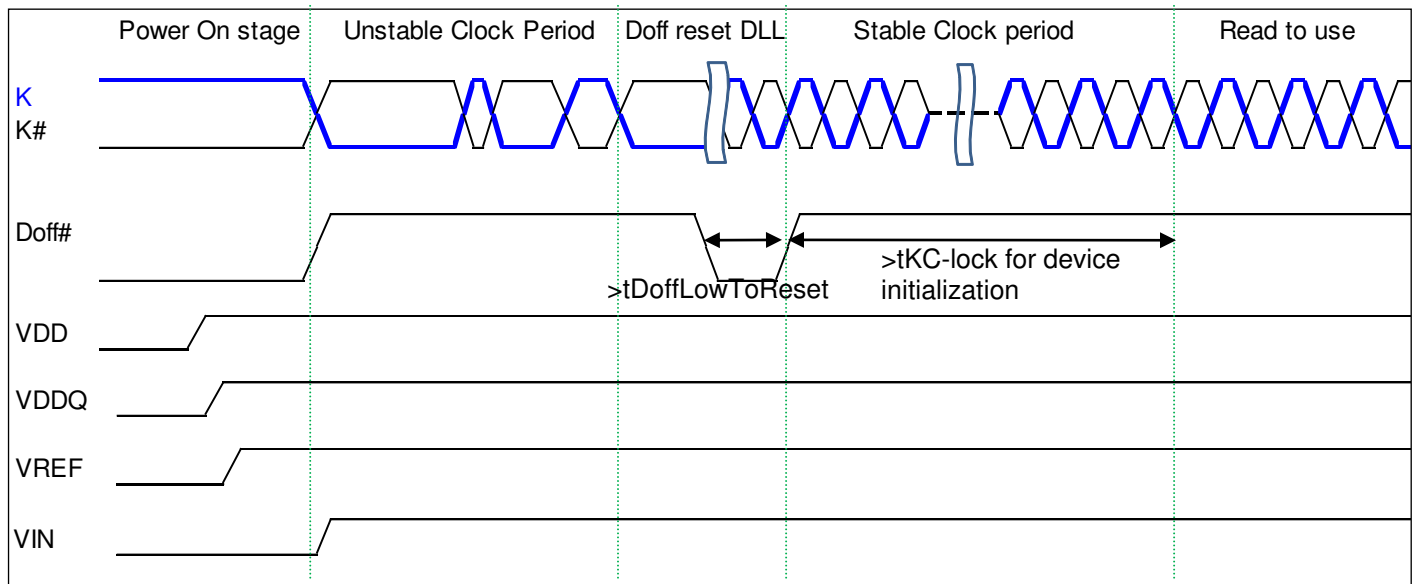 Power On stage
Unstable Clock Period
Doff reset DLL
Stable Clock period
Read to use
K
K#
Doff#
>tDoffLowToReset
>tKC-lock for device
initialization
VDD
VDDQ
VREF
VIN